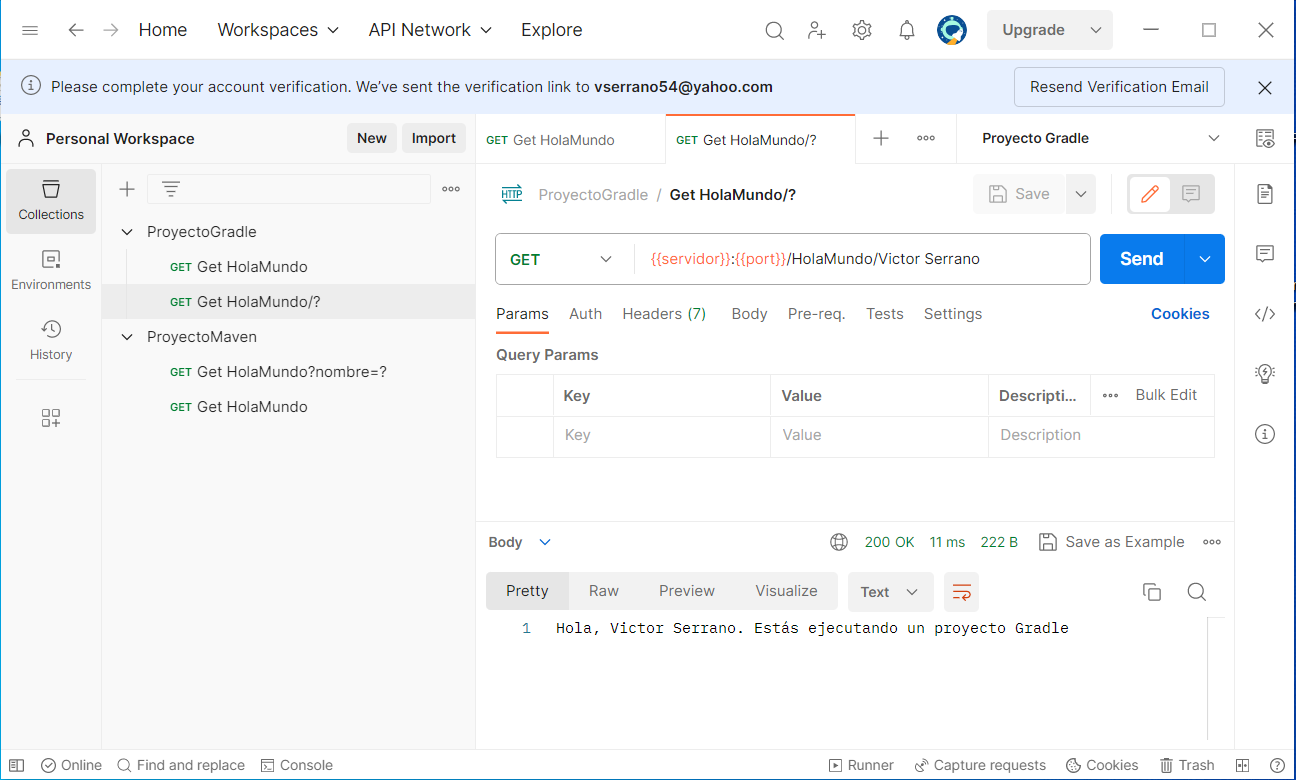 Home Workspaces API Network Explore Upgrade
Please complete your account verification. We've sent the verification link to vserrano54@yahoo.com Resend Verification Email
Personal Workspace New Import
GET Get HolaMundo GET Get HolaMundo/? Proyecto Gradle
Collections
Environments
History
ProyectoGradle
GET Get HolaMundo
GET Get HolaMundo/?
ProyectoMaven
GET Get HolaMundo?nombre=?
GET Get HolaMundo
HTTP ProyectoGradle / Get HolaMundo/? Save
GET {{servidor}}:{{port}}/HolaMundo/Victor Serrano Send
Params Auth Headers (7) Body Pre-req. Tests Settings Cookies
Query Params
Key Value Descripti... Bulk Edit
Key Value Description
Body 200 OK 11 ms 222 B Save as Example
Pretty Raw Preview Visualize Text
1 Hola, Victor Serrano. Estás ejecutando un proyecto Gradle
Online Find and replace Console Runner Capture requests Cookies Trash